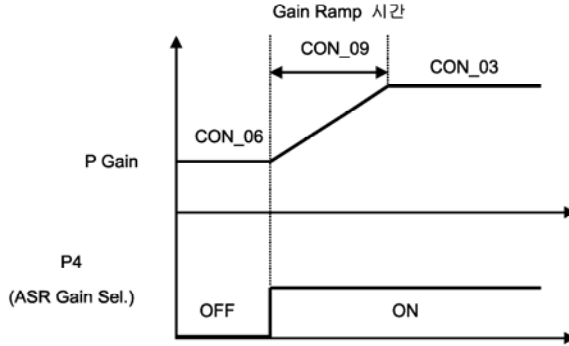 Gain Ramp 시간
CON_09
CON_03
CON_06
P Gain
P4
(ASR Gain Sel.)
OFF
ON